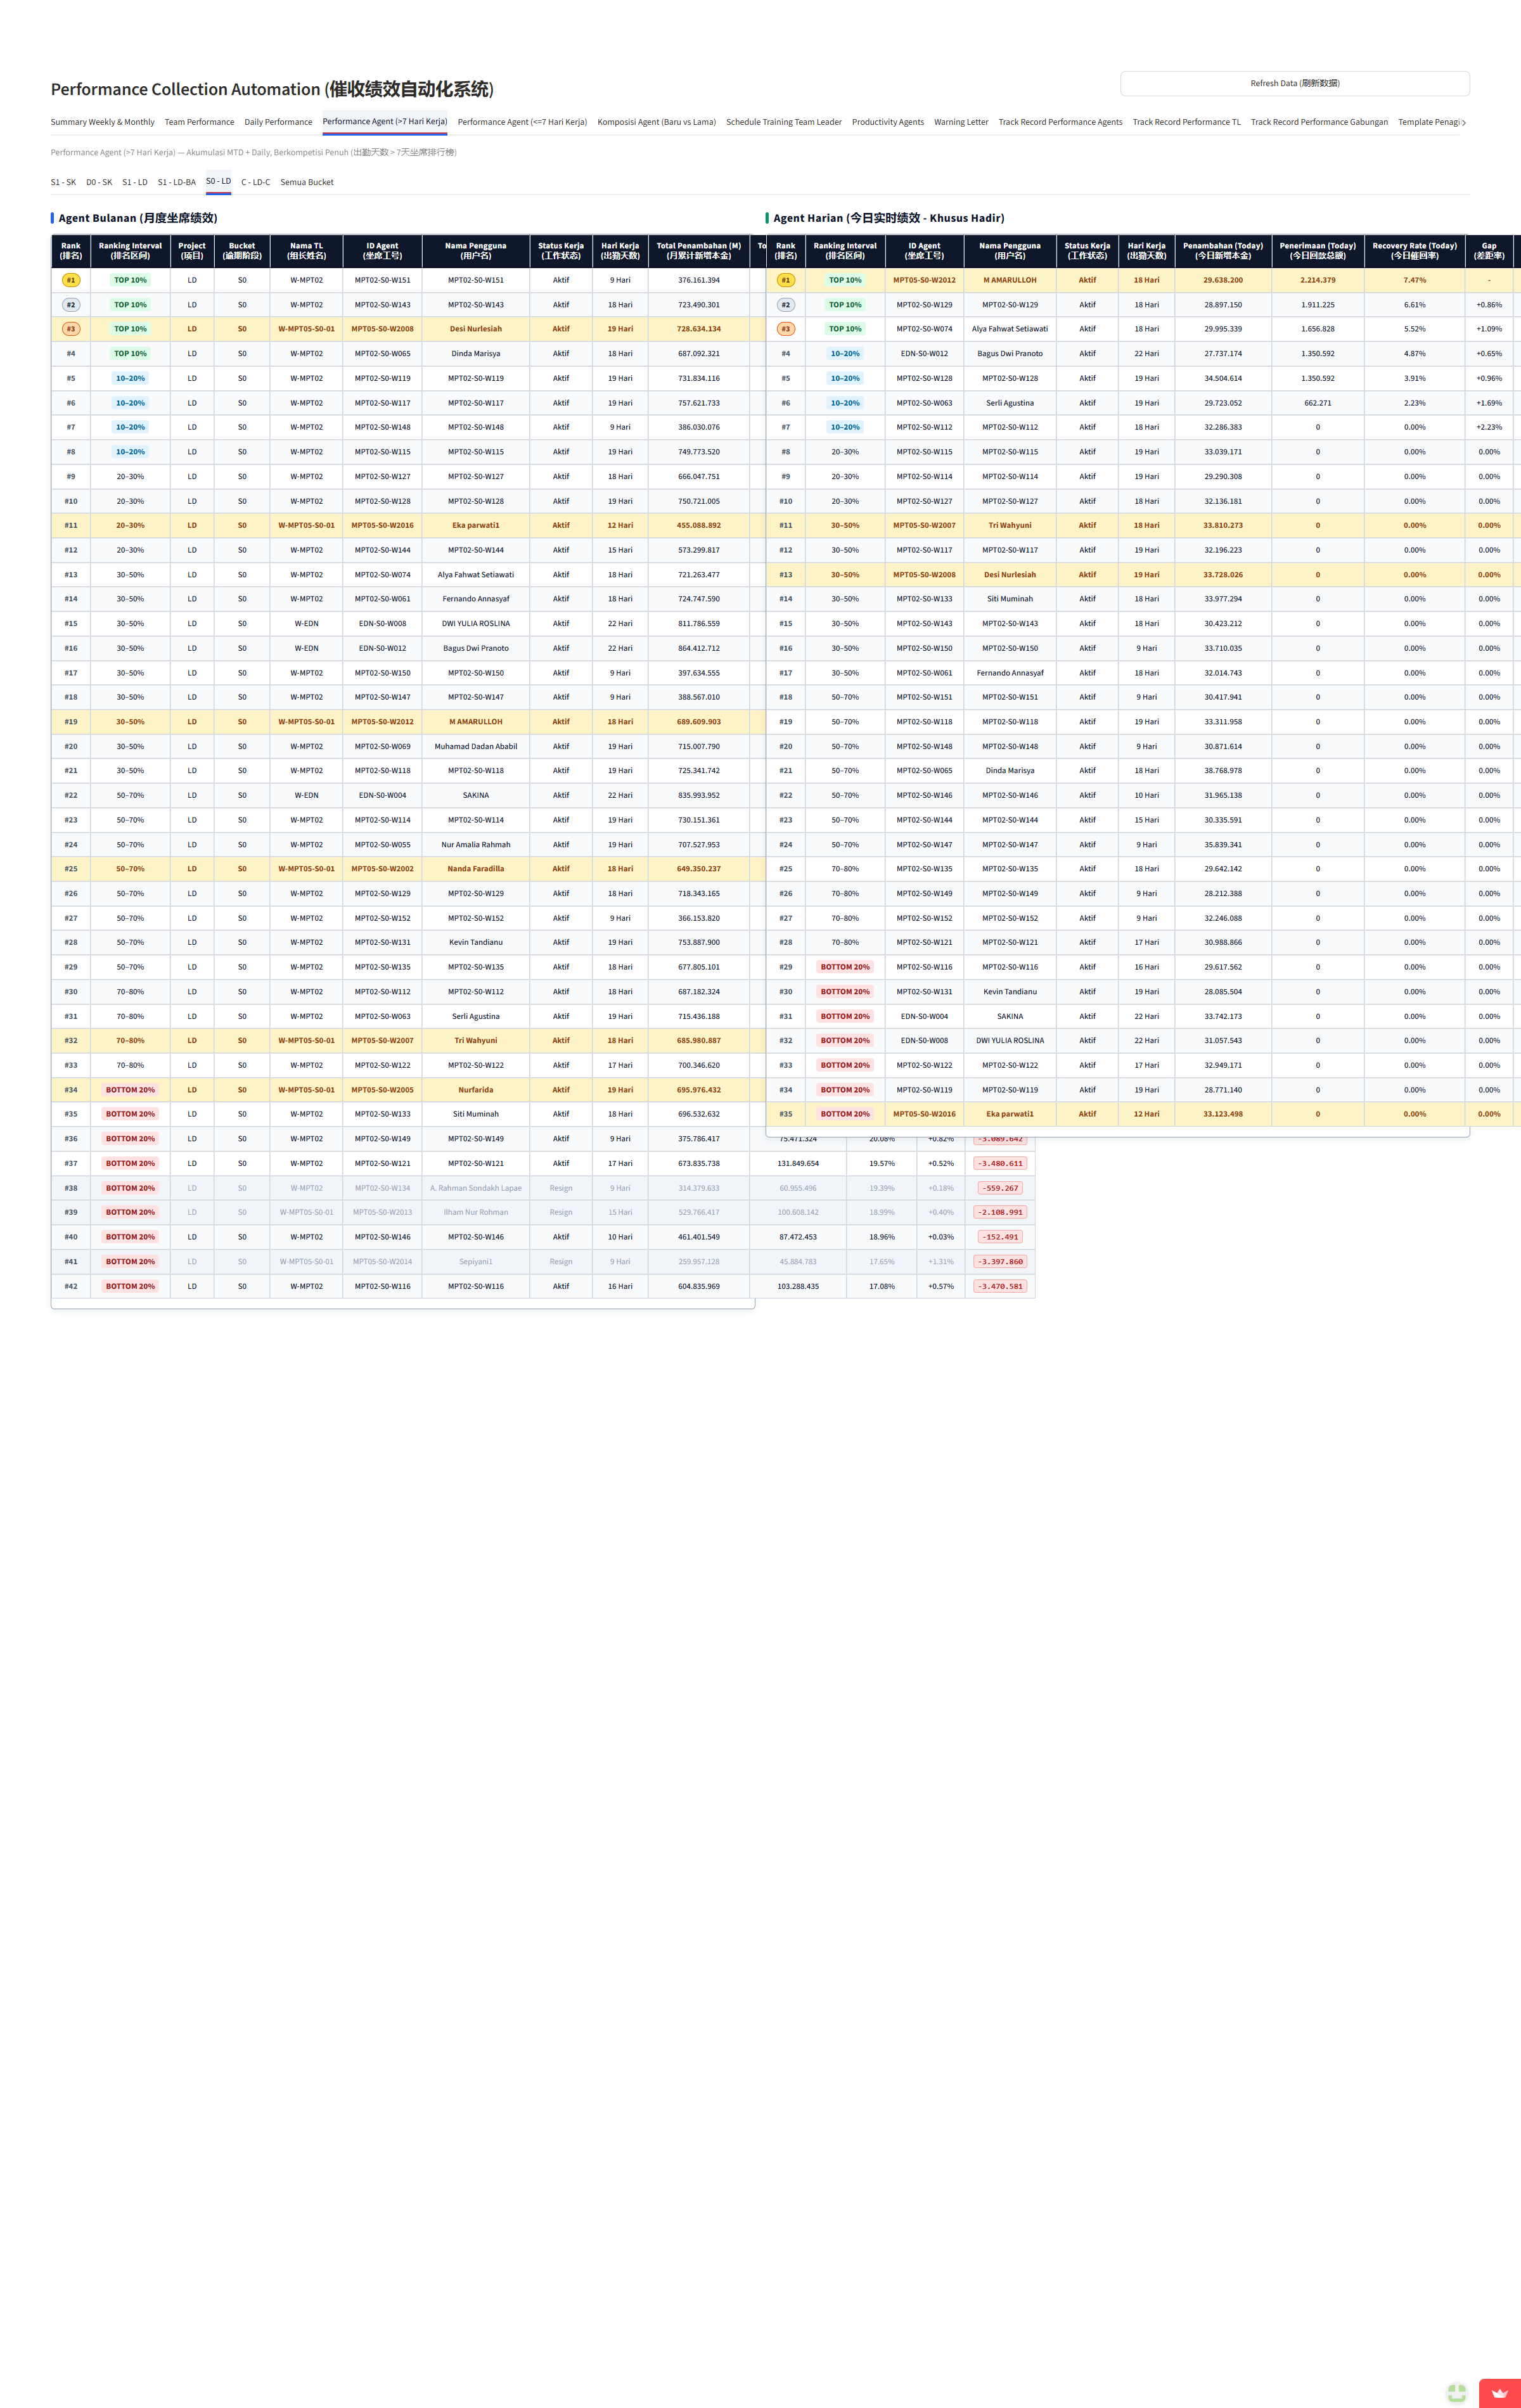 Performance Collection Automation (催收绩效自动化系统)
Refresh Data (刷新数据)
Summary Weekly & Monthly Team Performance Daily Performance Performance Agent (>7 Hari Kerja) Performance Agent (<=7 Hari Kerja) Komposisi Agent (Baru vs Lama) Schedule Training Team Leader Productivity Agents Warning Letter Track Record Performance Agents Track Record Performance TL Track Record Performance Gabungan Template Penagi
Performance Agent (>7 Hari Kerja) — Akumulasi MTD + Daily, Berkompetisi Penuh (出勤天数 > 7天坐席排行榜)
S1 - SK D0 - SK S1 - LD S1 - LD-BA S0 - LD C - LD-C Semua Bucket
Agent Bulanan (月度坐席绩效)
Rank Ranking Interval Project Bucket Nama TL ID Agent Nama Pengguna Status Kerja Hari Kerja Total Penambahan (M) To
(排名) (排名区间) (项目) (逾期阶段) (组长姓名) (坐席工号) (用户名) (工作状态) (出勤天数) (月累计新增本金)
#1 TOP 10% LD S0 W-MPT02 MPT02-S0-W151 MPT02-S0-W151 Aktif 9 Hari 376.161.394
#2 TOP 10% LD S0 W-MPT02 MPT02-S0-W143 MPT02-S0-W143 Aktif 18 Hari 723.490.301
#3 TOP 10% LD S0 W-MPT05-S0-01 MPT05-S0-W2008 Desi Nurlesiah Aktif 19 Hari 728.634.134
#4 TOP 10% LD S0 W-MPT02 MPT02-S0-W065 Dinda Marisya Aktif 18 Hari 687.092.321
#5 10–20% LD S0 W-MPT02 MPT02-S0-W119 MPT02-S0-W119 Aktif 19 Hari 731.834.116
#6 10–20% LD S0 W-MPT02 MPT02-S0-W117 MPT02-S0-W117 Aktif 19 Hari 757.621.733
#7 10–20% LD S0 W-MPT02 MPT02-S0-W148 MPT02-S0-W148 Aktif 9 Hari 386.030.076
#8 10–20% LD S0 W-MPT02 MPT02-S0-W115 MPT02-S0-W115 Aktif 19 Hari 749.773.520
#9 20–30% LD S0 W-MPT02 MPT02-S0-W127 MPT02-S0-W127 Aktif 18 Hari 666.047.751
#10 20–30% LD S0 W-MPT02 MPT02-S0-W128 MPT02-S0-W128 Aktif 19 Hari 750.721.005
#11 20–30% LD S0 W-MPT05-S0-01 MPT05-S0-W2016 Eka parwati1 Aktif 12 Hari 455.088.892
#12 20–30% LD S0 W-MPT02 MPT02-S0-W144 MPT02-S0-W144 Aktif 15 Hari 573.299.817
#13 30–50% LD S0 W-MPT02 MPT02-S0-W074 Alya Fahwat Setiawati Aktif 18 Hari 721.263.477
#14 30–50% LD S0 W-MPT02 MPT02-S0-W061 Fernando Annasyaf Aktif 18 Hari 724.747.590
#15 30–50% LD S0 W-EDN EDN-S0-W008 DWI YULIA ROSLINA Aktif 22 Hari 811.786.559
#16 30–50% LD S0 W-EDN EDN-S0-W012 Bagus Dwi Pranoto Aktif 22 Hari 864.412.712
#17 30–50% LD S0 W-MPT02 MPT02-S0-W150 MPT02-S0-W150 Aktif 9 Hari 397.634.555
#18 30–50% LD S0 W-MPT02 MPT02-S0-W147 MPT02-S0-W147 Aktif 9 Hari 388.567.010
#19 30–50% LD S0 W-MPT05-S0-01 MPT05-S0-W2012 M AMARULLOH Aktif 18 Hari 689.609.903
#20 30–50% LD S0 W-MPT02 MPT02-S0-W069 Muhamad Dadan Ababil Aktif 19 Hari 715.007.790
#21 30–50% LD S0 W-MPT02 MPT02-S0-W118 MPT02-S0-W118 Aktif 19 Hari 725.341.742
#22 50–70% LD S0 W-EDN EDN-S0-W004 SAKINA Aktif 22 Hari 835.993.952
#23 50–70% LD S0 W-MPT02 MPT02-S0-W114 MPT02-S0-W114 Aktif 19 Hari 730.151.361
#24 50–70% LD S0 W-MPT02 MPT02-S0-W055 Nur Amalia Rahmah Aktif 19 Hari 707.527.953
#25 50–70% LD S0 W-MPT05-S0-01 MPT05-S0-W2002 Nanda Faradilla Aktif 18 Hari 649.350.237
#26 50–70% LD S0 W-MPT02 MPT02-S0-W129 MPT02-S0-W129 Aktif 18 Hari 718.343.165
#27 50–70% LD S0 W-MPT02 MPT02-S0-W152 MPT02-S0-W152 Aktif 9 Hari 366.153.820
#28 50–70% LD S0 W-MPT02 MPT02-S0-W131 Kevin Tandianu Aktif 19 Hari 753.887.900
#29 50–70% LD S0 W-MPT02 MPT02-S0-W135 MPT02-S0-W135 Aktif 18 Hari 677.805.101
#30 70–80% LD S0 W-MPT02 MPT02-S0-W112 MPT02-S0-W112 Aktif 18 Hari 687.182.324
#31 70–80% LD S0 W-MPT02 MPT02-S0-W063 Serli Agustina Aktif 19 Hari 715.436.188
#32 70–80% LD S0 W-MPT05-S0-01 MPT05-S0-W2007 Tri Wahyuni Aktif 18 Hari 685.980.887
#33 70–80% LD S0 W-MPT02 MPT02-S0-W122 MPT02-S0-W122 Aktif 17 Hari 700.346.620
#34 BOTTOM 20% LD S0 W-MPT05-S0-01 MPT05-S0-W2005 Nurfarida Aktif 19 Hari 695.976.432
#35 BOTTOM 20% LD S0 W-MPT02 MPT02-S0-W133 Siti Muminah Aktif 18 Hari 696.532.632
#36 BOTTOM 20% LD S0 W-MPT02 MPT02-S0-W149 MPT02-S0-W149 Aktif 9 Hari 375.786.417 75.471.324 20.08% +0.82% -3.089.642
#37 BOTTOM 20% LD S0 W-MPT02 MPT02-S0-W121 MPT02-S0-W121 Aktif 17 Hari 673.835.738 131.849.654 19.57% +0.52% -3.480.611
#38 BOTTOM 20% LD S0 W-MPT02 MPT02-S0-W134 A. Rahman Sondakh Lapae Resign 9 Hari 314.379.633 60.955.496 19.39% +0.18% -559.267
#39 BOTTOM 20% LD S0 W-MPT05-S0-01 MPT05-S0-W2013 Ilham Nur Rohman Resign 15 Hari 529.766.417 100.608.142 18.99% +0.40% -2.108.991
#40 BOTTOM 20% LD S0 W-MPT02 MPT02-S0-W146 MPT02-S0-W146 Aktif 10 Hari 461.401.549 87.472.453 18.96% +0.03% -152.491
#41 BOTTOM 20% LD S0 W-MPT05-S0-01 MPT05-S0-W2014 Sepiyani1 Resign 9 Hari 259.957.128 45.884.783 17.65% +1.31% -3.397.860
#42 BOTTOM 20% LD S0 W-MPT02 MPT02-S0-W116 MPT02-S0-W116 Aktif 16 Hari 604.835.969 103.288.435 17.08% +0.57% -3.470.581
Agent Harian (今日实时绩效 - Khusus Hadir)
Rank Ranking Interval ID Agent Nama Pengguna Status Kerja Hari Kerja Penambahan (Today) Penerimaan (Today) Recovery Rate (Today) Gap
(排名) (排名区间) (坐席工号) (用户名) (工作状态) (出勤天数) (今日新增本金) (今日回款总额) (今日催回率) (差距率)
#1 TOP 10% MPT05-S0-W2012 M AMARULLOH Aktif 18 Hari 29.638.200 2.214.379 7.47% -
#2 TOP 10% MPT02-S0-W129 MPT02-S0-W129 Aktif 18 Hari 28.897.150 1.911.225 6.61% +0.86%
#3 TOP 10% MPT02-S0-W074 Alya Fahwat Setiawati Aktif 18 Hari 29.995.339 1.656.828 5.52% +1.09%
#4 10–20% EDN-S0-W012 Bagus Dwi Pranoto Aktif 22 Hari 27.737.174 1.350.592 4.87% +0.65%
#5 10–20% MPT02-S0-W128 MPT02-S0-W128 Aktif 19 Hari 34.504.614 1.350.592 3.91% +0.96%
#6 10–20% MPT02-S0-W063 Serli Agustina Aktif 19 Hari 29.723.052 662.271 2.23% +1.69%
#7 10–20% MPT02-S0-W112 MPT02-S0-W112 Aktif 18 Hari 32.286.383 0 0.00% +2.23%
#8 20–30% MPT02-S0-W115 MPT02-S0-W115 Aktif 19 Hari 33.039.171 0 0.00% 0.00%
#9 20–30% MPT02-S0-W114 MPT02-S0-W114 Aktif 19 Hari 29.290.308 0 0.00% 0.00%
#10 20–30% MPT02-S0-W127 MPT02-S0-W127 Aktif 18 Hari 32.136.181 0 0.00% 0.00%
#11 30–50% MPT05-S0-W2007 Tri Wahyuni Aktif 18 Hari 33.810.273 0 0.00% 0.00%
#12 30–50% MPT02-S0-W117 MPT02-S0-W117 Aktif 19 Hari 32.196.223 0 0.00% 0.00%
#13 30–50% MPT05-S0-W2008 Desi Nurlesiah Aktif 19 Hari 33.728.026 0 0.00% 0.00%
#14 30–50% MPT02-S0-W133 Siti Muminah Aktif 18 Hari 33.977.294 0 0.00% 0.00%
#15 30–50% MPT02-S0-W143 MPT02-S0-W143 Aktif 18 Hari 30.423.212 0 0.00% 0.00%
#16 30–50% MPT02-S0-W150 MPT02-S0-W150 Aktif 9 Hari 33.710.035 0 0.00% 0.00%
#17 30–50% MPT02-S0-W061 Fernando Annasyaf Aktif 18 Hari 32.014.743 0 0.00% 0.00%
#18 50–70% MPT02-S0-W151 MPT02-S0-W151 Aktif 9 Hari 30.417.941 0 0.00% 0.00%
#19 50–70% MPT02-S0-W118 MPT02-S0-W118 Aktif 19 Hari 33.311.958 0 0.00% 0.00%
#20 50–70% MPT02-S0-W148 MPT02-S0-W148 Aktif 9 Hari 30.871.614 0 0.00% 0.00%
#21 50–70% MPT02-S0-W065 Dinda Marisya Aktif 18 Hari 38.768.978 0 0.00% 0.00%
#22 50–70% MPT02-S0-W146 MPT02-S0-W146 Aktif 10 Hari 31.965.138 0 0.00% 0.00%
#23 50–70% MPT02-S0-W144 MPT02-S0-W144 Aktif 15 Hari 30.335.591 0 0.00% 0.00%
#24 50–70% MPT02-S0-W147 MPT02-S0-W147 Aktif 9 Hari 35.839.341 0 0.00% 0.00%
#25 70–80% MPT02-S0-W135 MPT02-S0-W135 Aktif 18 Hari 29.642.142 0 0.00% 0.00%
#26 70–80% MPT02-S0-W149 MPT02-S0-W149 Aktif 9 Hari 28.212.388 0 0.00% 0.00%
#27 70–80% MPT02-S0-W152 MPT02-S0-W152 Aktif 9 Hari 32.246.088 0 0.00% 0.00%
#28 70–80% MPT02-S0-W121 MPT02-S0-W121 Aktif 17 Hari 30.988.866 0 0.00% 0.00%
#29 BOTTOM 20% MPT02-S0-W116 MPT02-S0-W116 Aktif 16 Hari 29.617.562 0 0.00% 0.00%
#30 BOTTOM 20% MPT02-S0-W131 Kevin Tandianu Aktif 19 Hari 28.085.504 0 0.00% 0.00%
#31 BOTTOM 20% EDN-S0-W004 SAKINA Aktif 22 Hari 33.742.173 0 0.00% 0.00%
#32 BOTTOM 20% EDN-S0-W008 DWI YULIA ROSLINA Aktif 22 Hari 31.057.543 0 0.00% 0.00%
#33 BOTTOM 20% MPT02-S0-W122 MPT02-S0-W122 Aktif 17 Hari 32.949.171 0 0.00% 0.00%
#34 BOTTOM 20% MPT02-S0-W119 MPT02-S0-W119 Aktif 19 Hari 28.771.140 0 0.00% 0.00%
#35 BOTTOM 20% MPT05-S0-W2016 Eka parwati1 Aktif 12 Hari 33.123.498 0 0.00% 0.00%